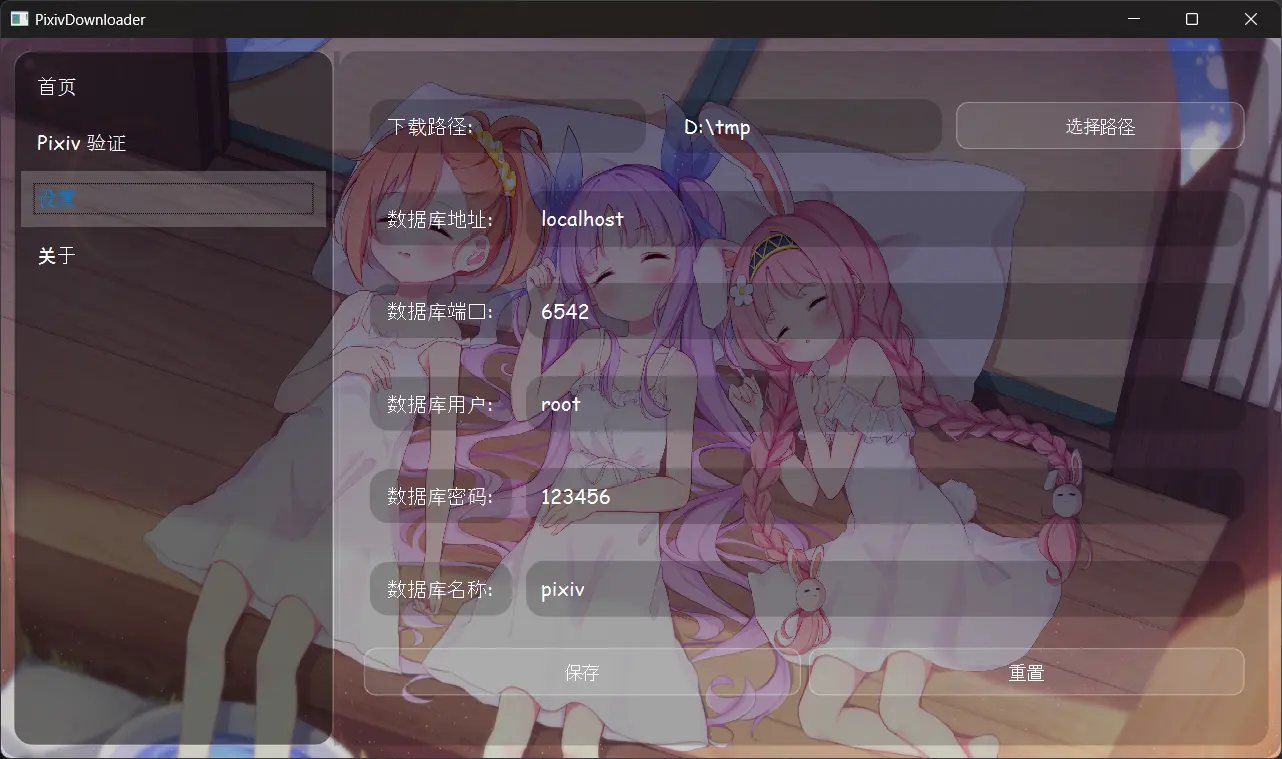 PixivDownloader
首页
Pixiv 验证
设置
关于
下载路径: D:\tmp 选择路径
数据库地址: localhost
数据库端口: 6542
数据库用户: root
数据库密码: 123456
数据库名称: pixiv
保存 重置